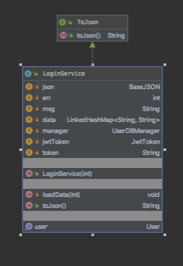 ToJson
toJson() String
LoginService
json BaseJSON
err int
msg String
data LinkedHashMap<String, String>
manager UserDBManager
jwtToken JwtToken
token String
LoginService(int)
loadData(int) void
toJson() String
user User